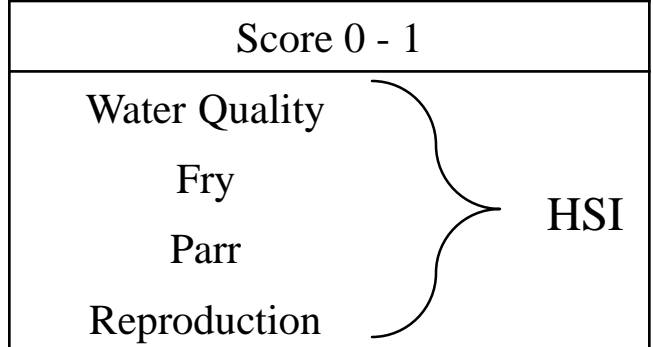 Score 0 - 1
Water Quality
Fry
Parr
Reproduction
HSI